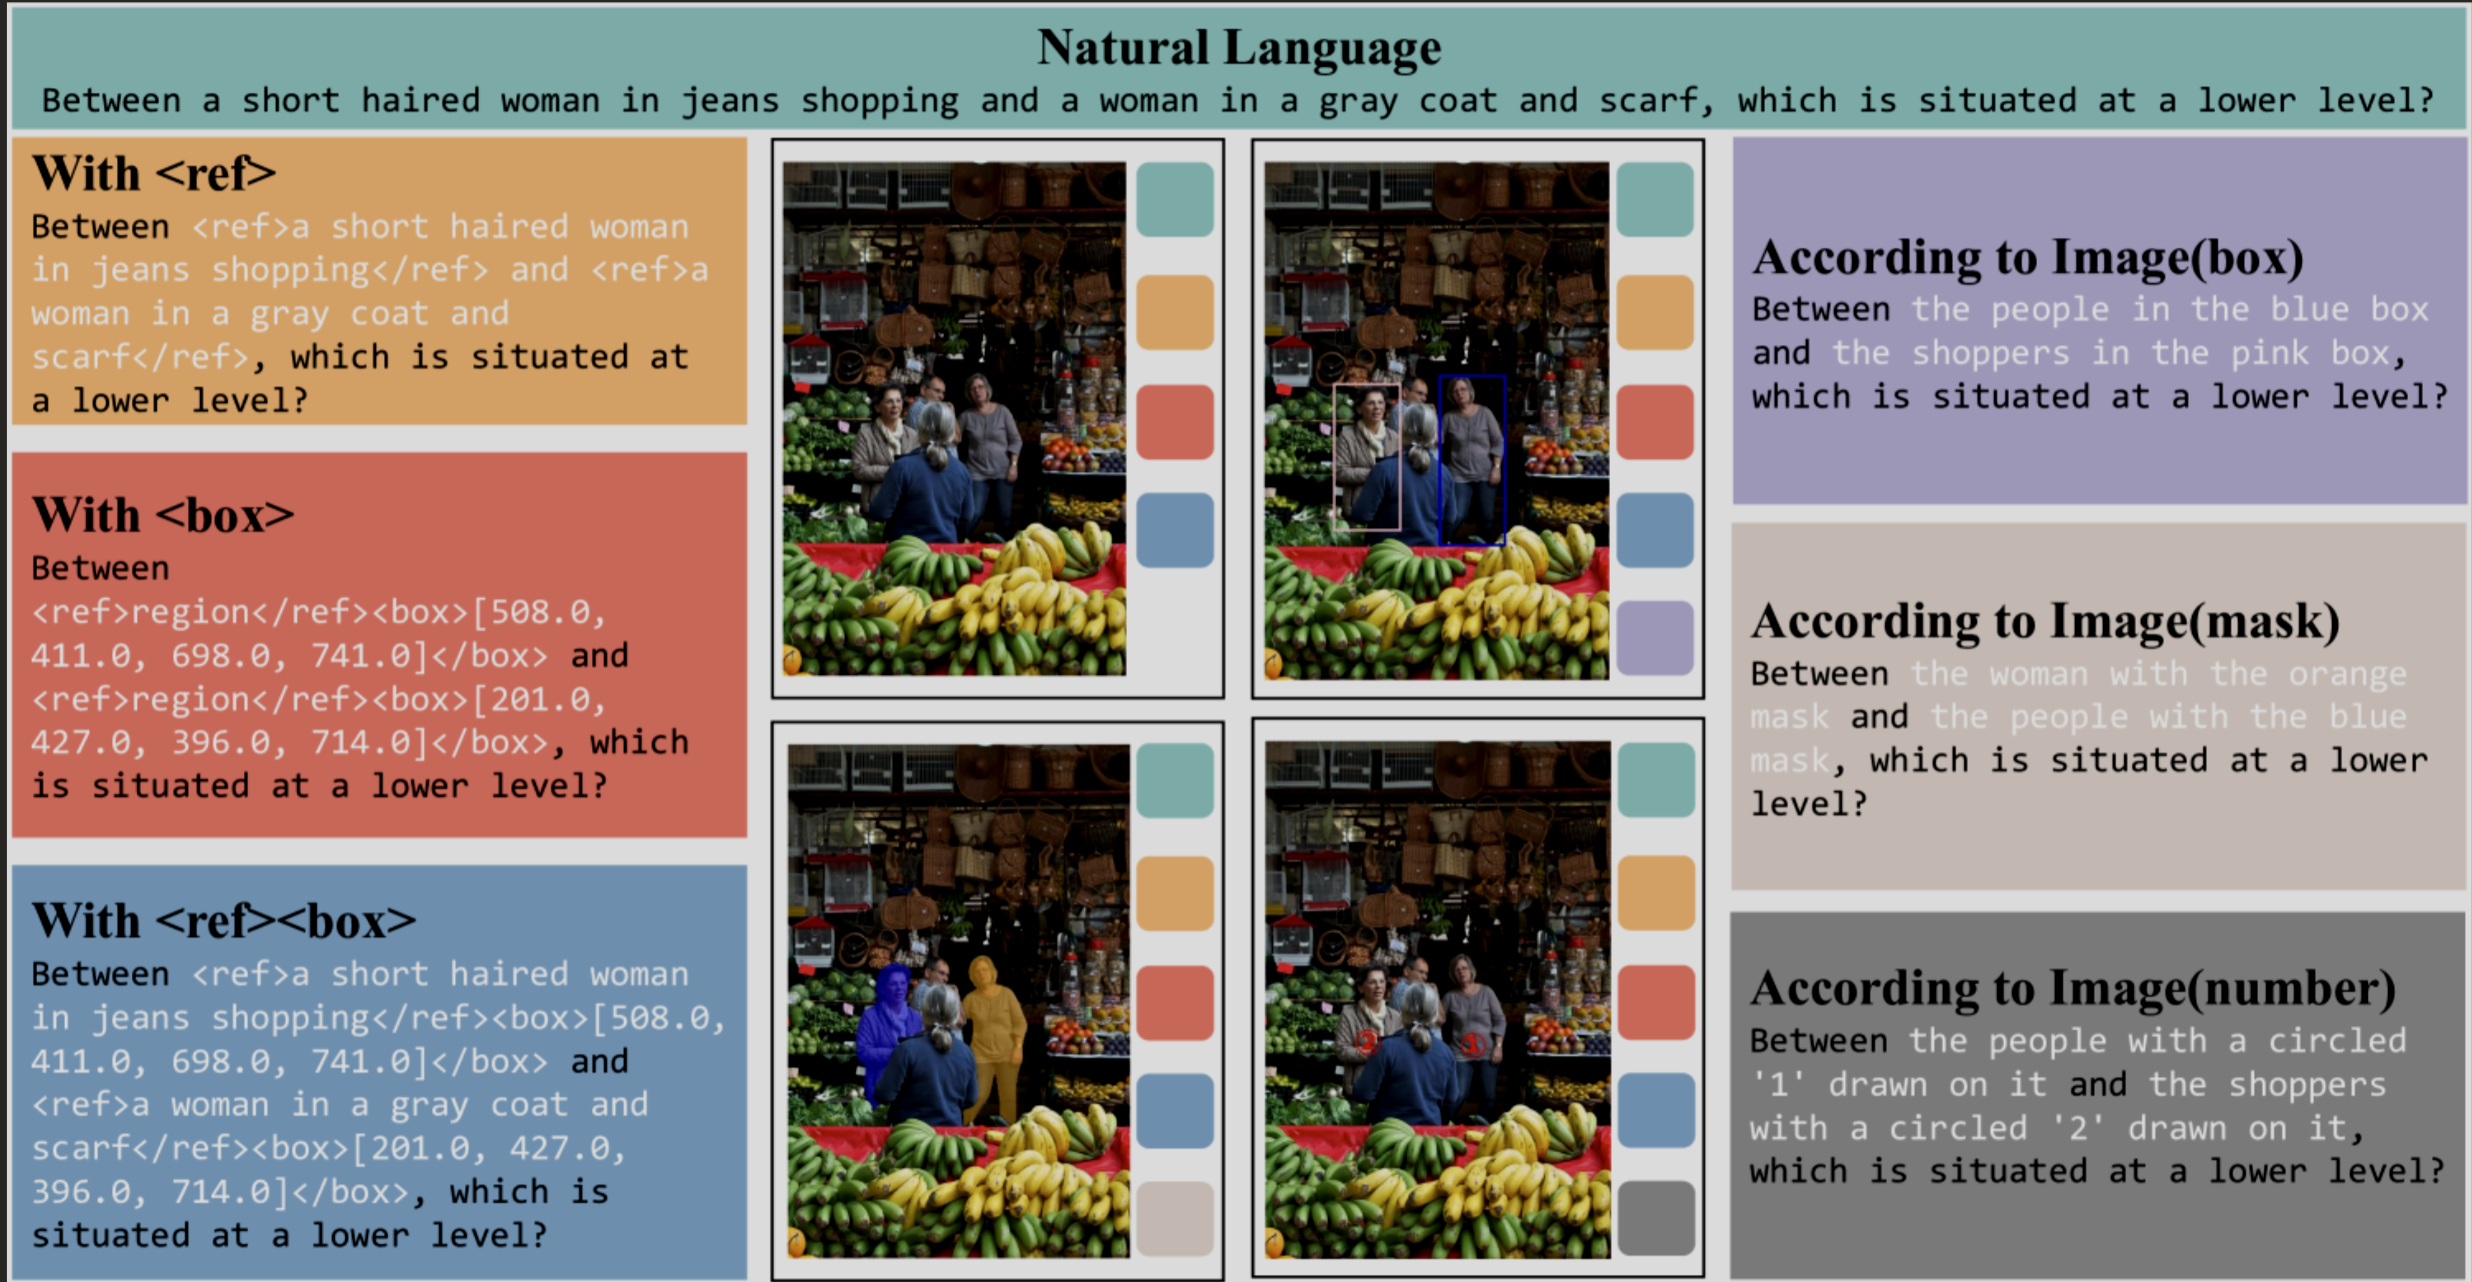 Natural Language
Between a short haired woman in jeans shopping and a woman in a gray coat and scarf, which is situated at a lower level?
With <ref>
Between <ref>a short haired woman
in jeans shopping</ref> and <ref>a
woman in a gray coat and
scarf</ref>, which is situated at
a lower level?
With <box>
Between
<ref>region</ref><box>[508.0,
411.0, 698.0, 741.0]</box> and
<ref>region</ref><box>[201.0,
427.0, 396.0, 714.0]</box>, which
is situated at a lower level?
With <ref><box>
Between <ref>a short haired woman
in jeans shopping</ref><box>[508.0,
411.0, 698.0, 741.0]</box> and
<ref>a woman in a gray coat and
scarf</ref><box>[201.0, 427.0,
396.0, 714.0]</box>, which is
situated at a lower level?
2
1
According to Image(box)
Between the people in the blue box
and the shoppers in the pink box,
which is situated at a lower level?
According to Image(mask)
Between the woman with the orange
mask and the people with the blue
mask, which is situated at a lower
level?
According to Image(number)
Between the people with a circled
'1' drawn on it and the shoppers
with a circled '2' drawn on it,
which is situated at a lower level?